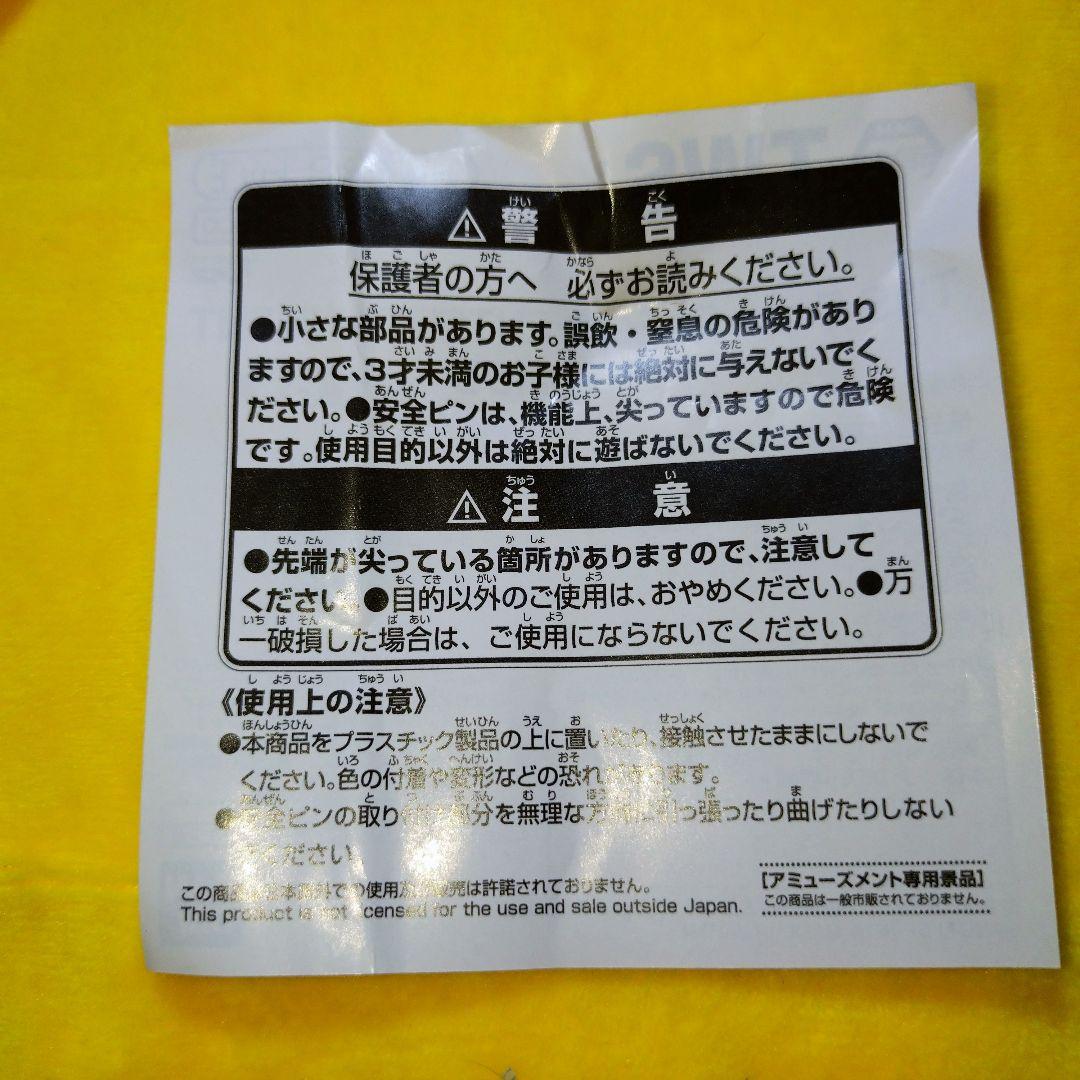 ⚠警告
保護者の方へ 必ずお読みください。
●小さな部品があります。誤飲・窒息の危険があり
ますので、3才未満のお子様には絶対に与えないでく
ださい。●安全ピンは、機能上、尖っていますので危険
です。使用目的以外は絶対に遊ばないでください。
⚠注意
●先端が尖っている箇所がありますので、注意して
ください。●目的以外のご使用は、おやめください。●万
一破損した場合は、ご使用にならないでください。
《使用上の注意》
●本商品をプラスチック製品の上に置いたり、接触させたままにしないで
ください。色の付着や変形などの恐れがあります。
●安全ピンの取り付け部分を無理な方向に引っ張ったり曲げたりしない
でください。
この商品は日本以外での使用及び販売は許諾されておりません。
This product is not licensed for the use and sale outside Japan.
[アミューズメント専用景品]
この商品は一般市販されておりません。